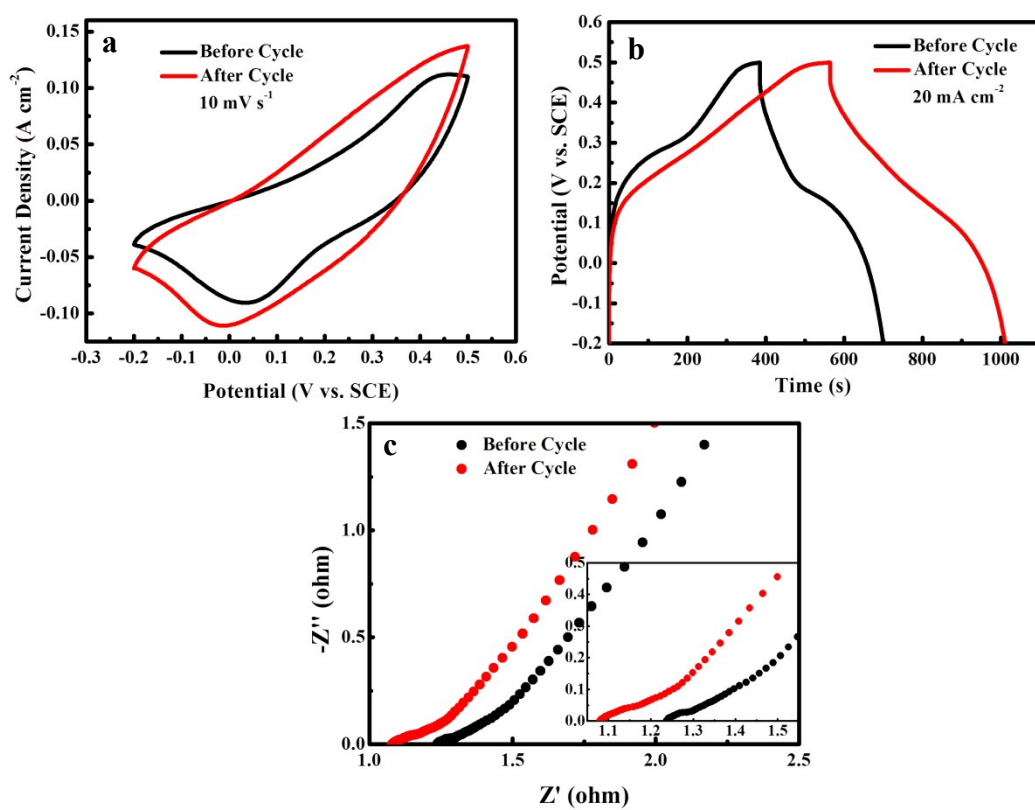 a
Before Cycle
After Cycle
10 mV s⁻¹
Current Density (A cm⁻²)
0.15
0.10
0.05
0.00
-0.05
-0.10
-0.3 -0.2 -0.1 0.0 0.1 0.2 0.3 0.4 0.5 0.6
Potential (V vs. SCE)
b
Before Cycle
After Cycle
20 mA cm⁻²
Potential (V vs. SCE)
0.5
0.4
0.3
0.2
0.1
-0.0
-0.1
-0.2
0 200 400 600 800 1000
Time (s)
c
Before Cycle
After Cycle
-Z'' (ohm)
1.5
1.0
0.5
0.0
1.0 1.5 2.0 2.5
Z' (ohm)
0.5
0.4
0.3
0.2
0.1
0.0
1.1 1.2 1.3 1.4 1.5